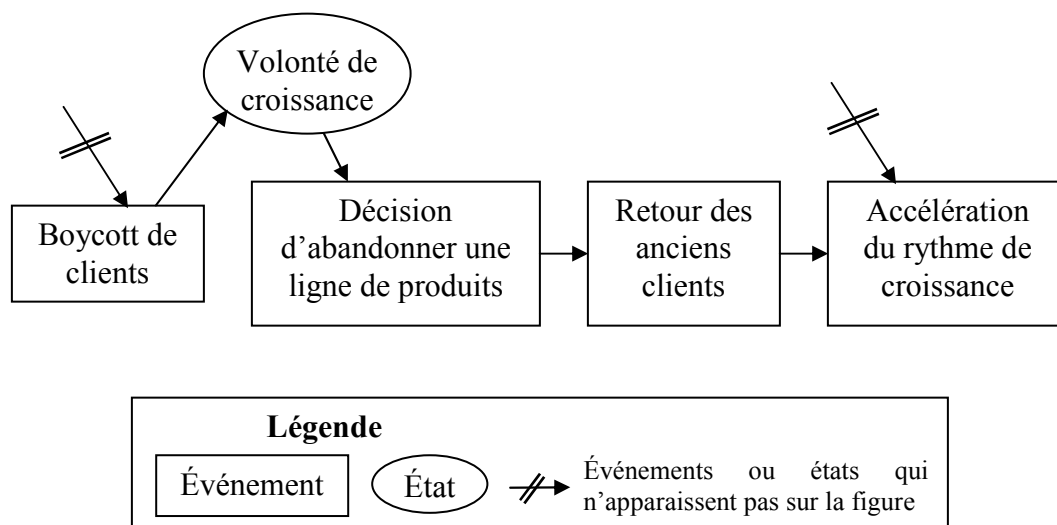 Volonté de
croissance
Boycott de
clients
Décision
d’abandonner une
ligne de produits
Retour des
anciens
clients
Accélération
du rythme de
croissance
Légende
Événement
État
Événements ou états qui
n’apparaissent pas sur la figure